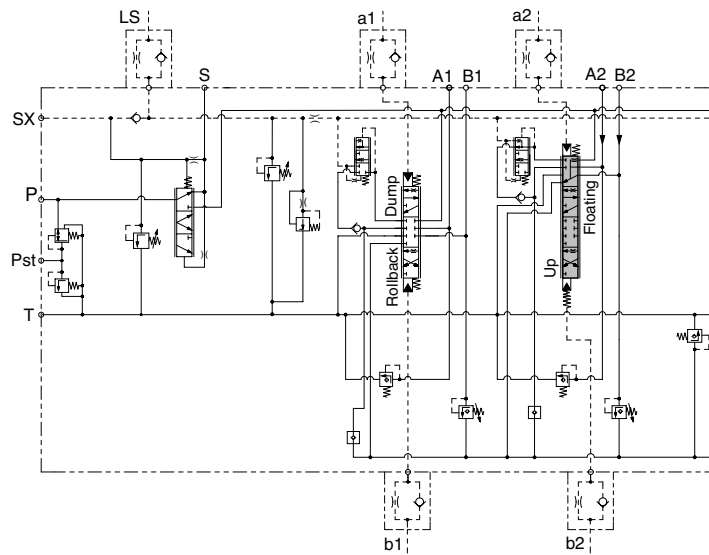 LS
a1
a2
S
A1
B1
A2
B2
SX
P
Pst
T
Dump
Rollback
Floating
Up
b1
b2